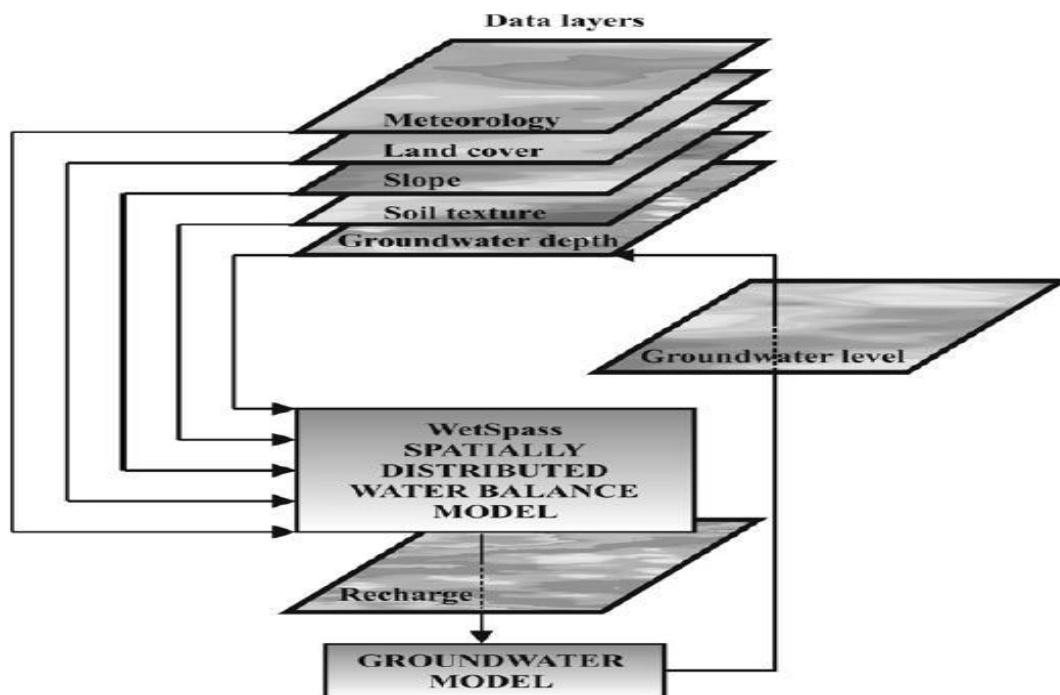 Data layers
Meteorology
Land cover
Slope
Soil texture
Groundwater depth
Groundwater level
WetSpass
SPATIALLY
DISTRIBUTED
WATER BALANCE
MODEL
Recharge
GROUNDWATER
MODEL